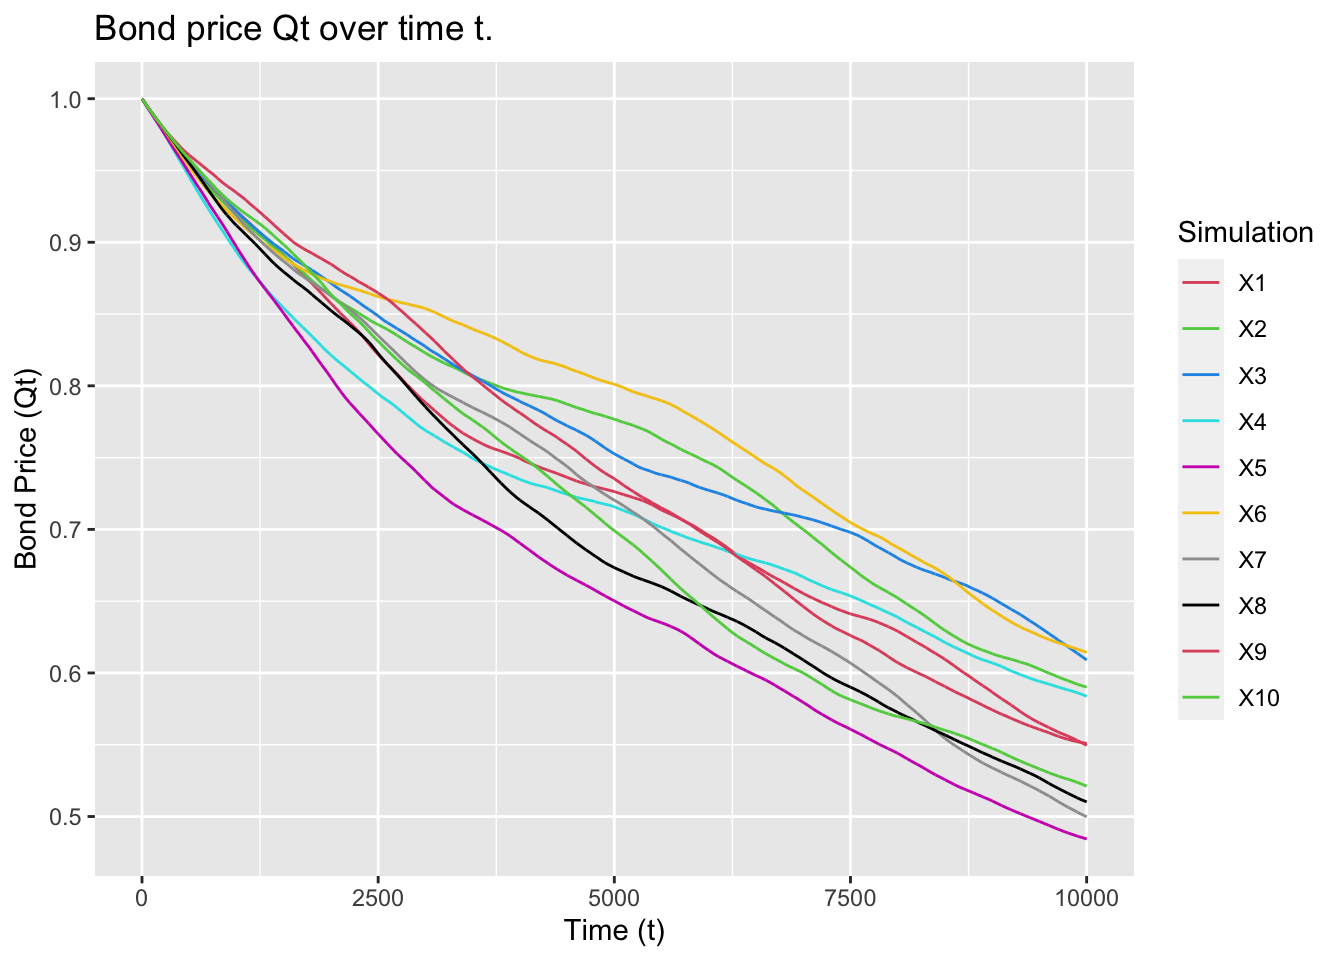 Bond price Qt over time t.
1.0
0.9
0.8
0.7
0.6
0.5
Bond Price (Qt)
0 2500 5000 7500 10000
Time (t)
Simulation
X1
X2
X3
X4
X5
X6
X7
X8
X9
X10